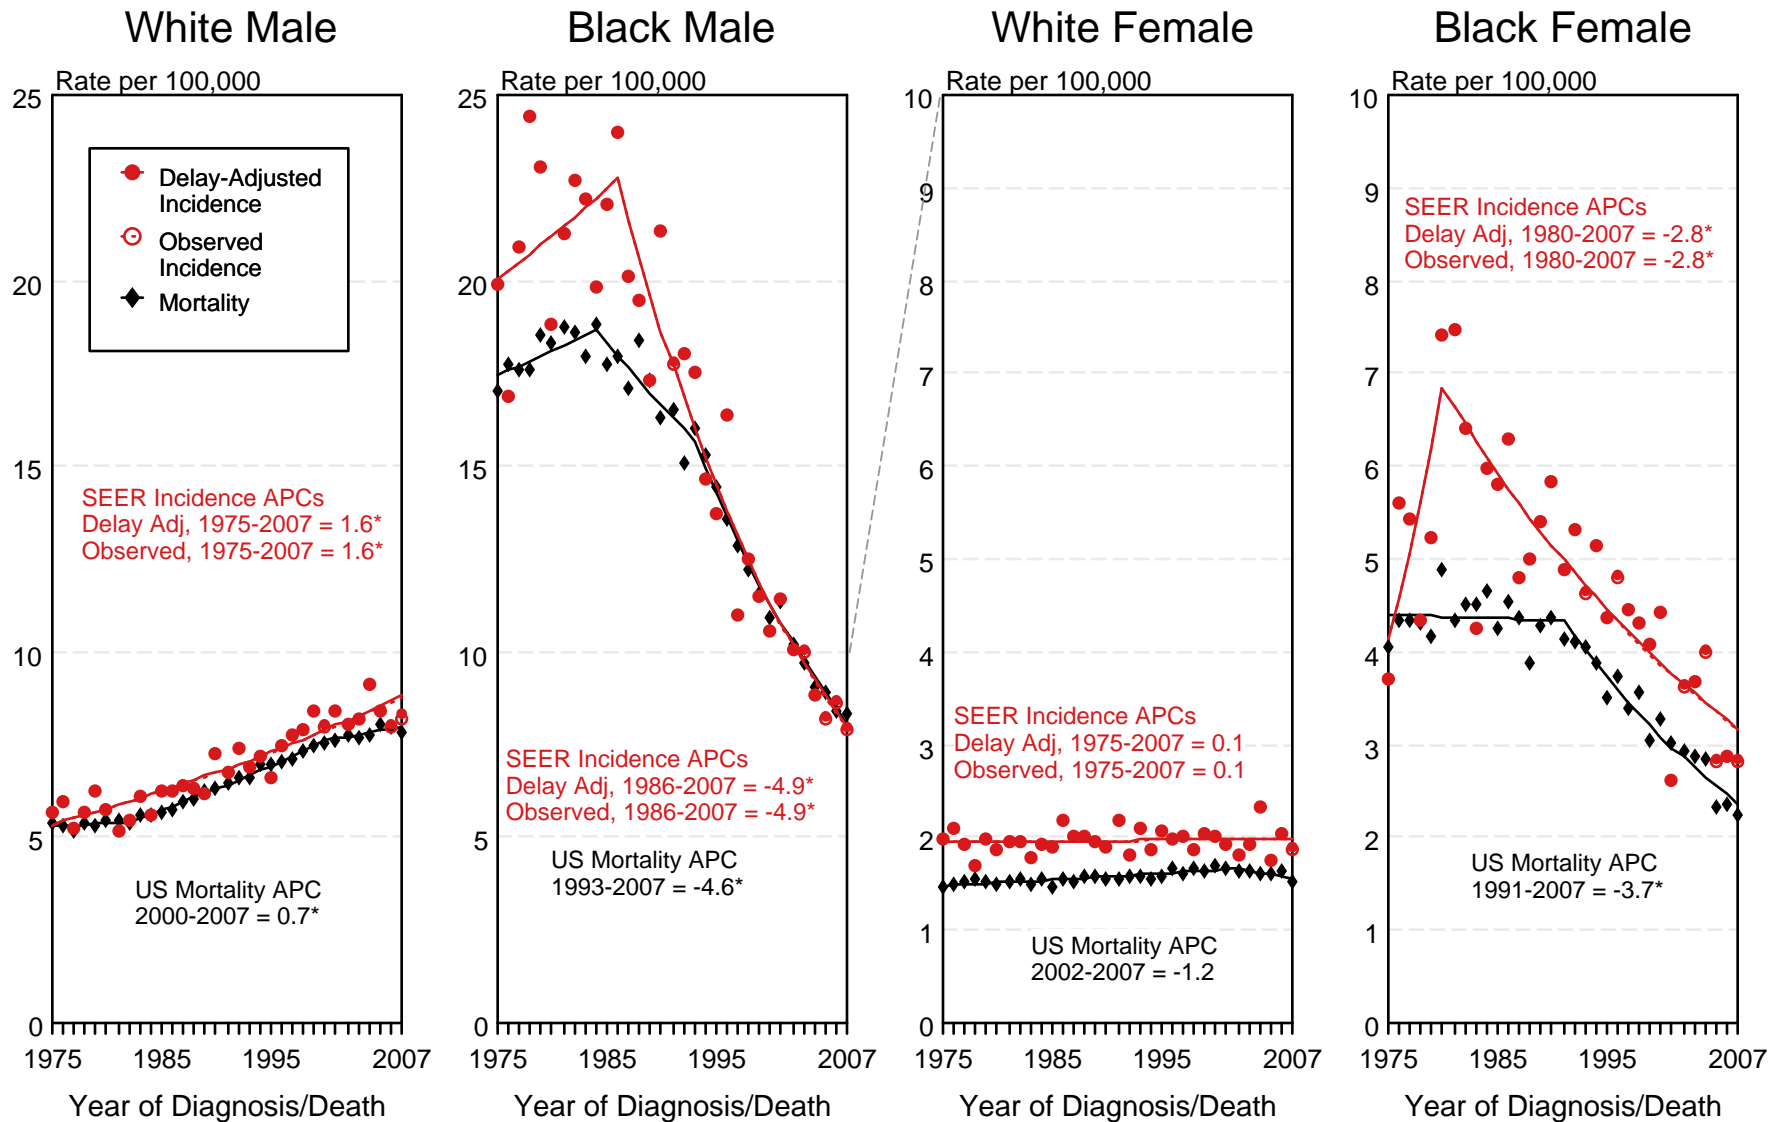 White Male
Rate per 100,000
25
20
15
10
5
0
Delay-Adjusted
Incidence
Observed
Incidence
Mortality
SEER Incidence APCs
Delay Adj, 1975-2007 = 1.6*
Observed, 1975-2007 = 1.6*
US Mortality APC
2000-2007 = 0.7*
1975 1985 1995 2007
Year of Diagnosis/Death
Black Male
Rate per 100,000
25
20
15
10
5
0
SEER Incidence APCs
Delay Adj, 1986-2007 = -4.9*
Observed, 1986-2007 = -4.9*
US Mortality APC
1993-2007 = -4.6*
1975 1985 1995 2007
Year of Diagnosis/Death
White Female
Rate per 100,000
10
9
8
7
6
5
4
3
2
1
0
SEER Incidence APCs
Delay Adj, 1975-2007 = 0.1
Observed, 1975-2007 = 0.1
US Mortality APC
2002-2007 = -1.2
1975 1985 1995 2007
Year of Diagnosis/Death
Black Female
Rate per 100,000
10
9
8
7
6
5
4
3
2
1
0
SEER Incidence APCs
Delay Adj, 1980-2007 = -2.8*
Observed, 1980-2007 = -2.8*
US Mortality APC
1991-2007 = -3.7*
1975 1985 1995 2007
Year of Diagnosis/Death